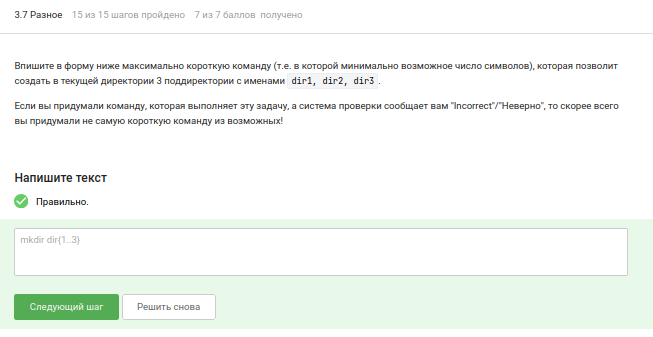 3.7 Разное 15 из 15 шагов пройдено 7 из 7 баллов получено
Впишите в форму ниже максимально короткую команду (т.е. в которой минимально возможное число символов), которая позволит
создать в текущей директории 3 поддиректории с именами dir1, dir2, dir3 .
Если вы придумали команду, которая выполняет эту задачу, а система проверки сообщает вам "Incorrect"/"Неверно", то скорее всего
вы придумали не самую короткую команду из возможных!
Напишите текст
Правильно.
mkdir dir{1..3}
Следующий шаг Решить снова